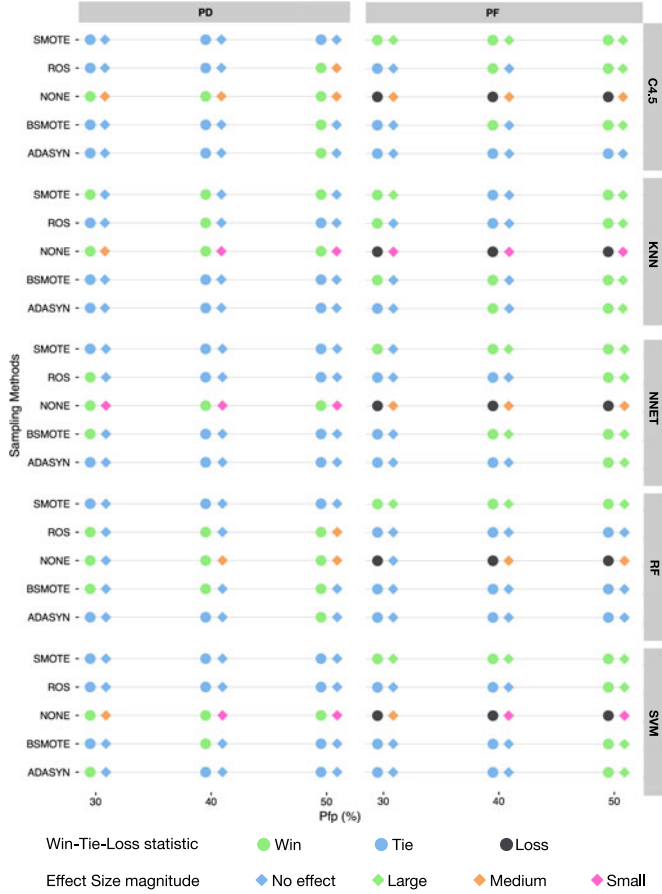 PD PF
SMOTE
ROS
NONE
BSMOTE
ADASYN
C4.5
SMOTE
ROS
NONE
BSMOTE
ADASYN
KNN
SMOTE
ROS
NONE
BSMOTE
ADASYN
NNET
SMOTE
ROS
NONE
BSMOTE
ADASYN
RF
SMOTE
ROS
NONE
BSMOTE
ADASYN
SVM
Sampling Methods
30 40 50 30 40 50
Pfp (%)
Win-Tie-Loss statistic Win Tie Loss
Effect Size magnitude No effect Large Medium Small